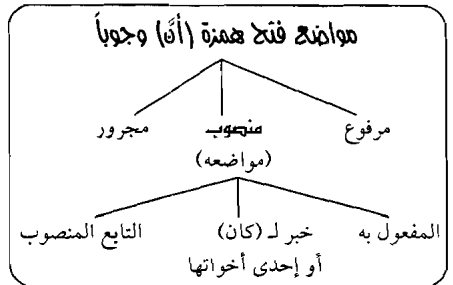 مواضع فتح همزة (أنَّ) وجوباً
مرفوع منصوب مجرور
(مواضعه)
المفعول به خبر لـ (كان) التابع المنصوب
أو إحدى أخواتها